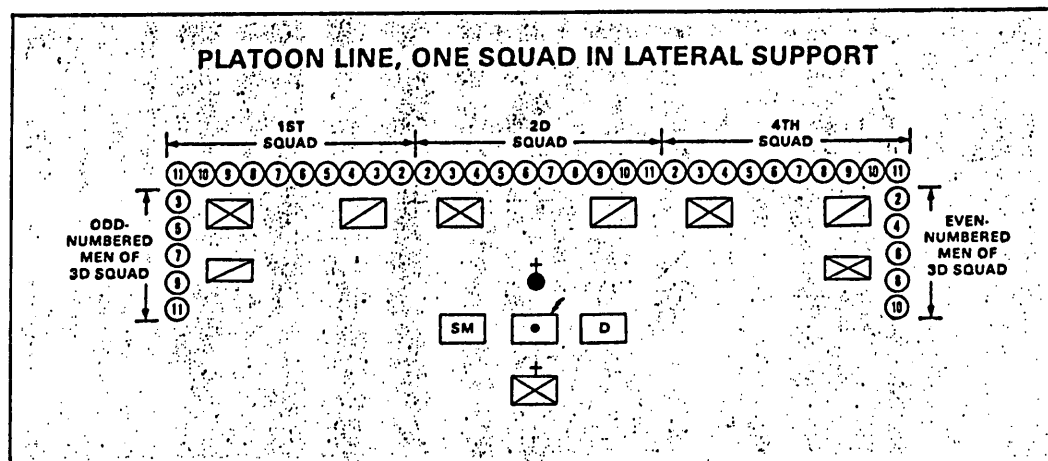 PLATOON LINE, ONE SQUAD IN LATERAL SUPPORT
1ST
SQUAD
2D
SQUAD
4TH
SQUAD
11 10 9 8 7 6 5 4 3 2 2 3 4 5 6 7 8 9 10 11 2 3 4 5 6 7 8 9 10 11
ODD-
NUMBERED
MEN OF
3D SQUAD
3
5
7
9
11
EVEN-
NUMBERED
MEN OF
3D SQUAD
2
4
6
8
10
SM
D